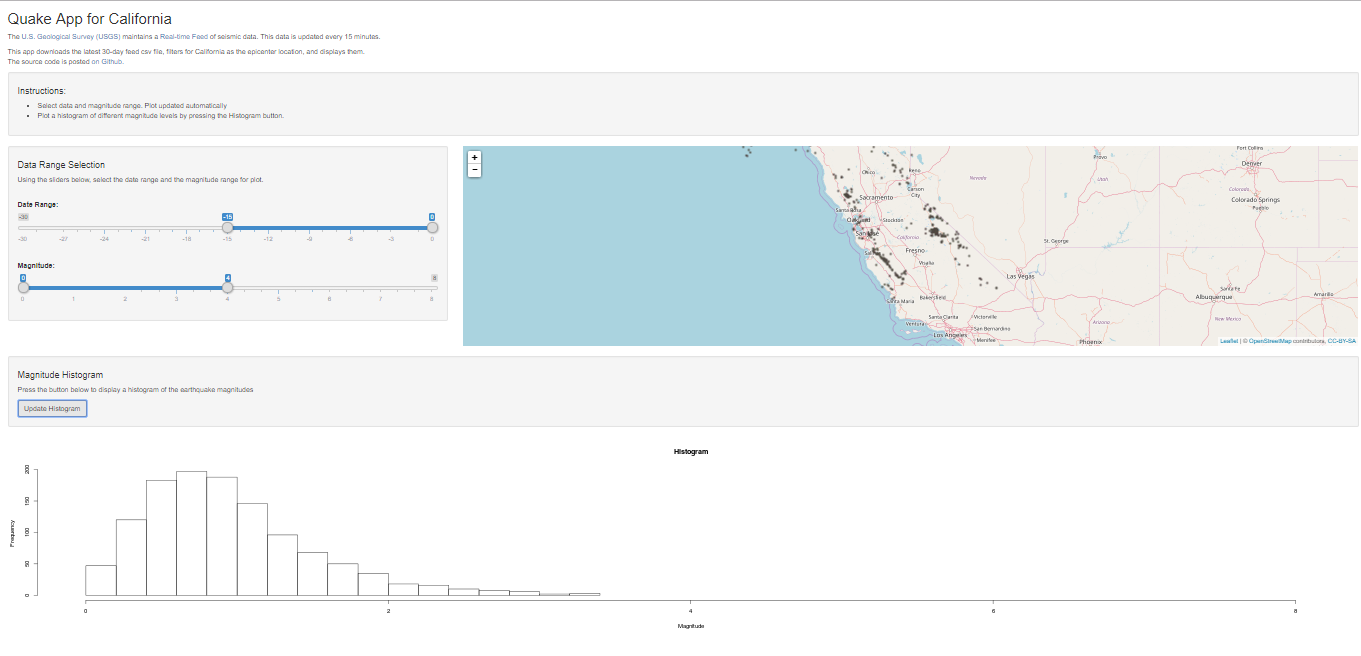 Quake App for California
The U.S. Geological Survey (USGS) maintains a Real-time Feed of seismic data. This data is updated every 15 minutes.
This app downloads the latest 30-day feed csv file, filters for California as the epicenter location, and displays them.
The source code is posted on Github.
Instructions:
Select data and magnitude range. Plot updated automatically
Plot a histogram of different magnitude levels by pressing the Histogram button.
Data Range Selection
Using the sliders below, select the date range and the magnitude range for plot.
Date Range:
-30 -15 0
-30 -27 -24 -21 -18 -15 -12 -9 -6 -3 0
Magnitude:
0 4 8
0 1 2 3 4 5 6 7 8
+
−
Fort Collins
Provo
Denver
Chico
Reno
Nevada
Utah
Carson
City
Colorado
Sacramento
Colorado Springs
Pueblo
Santa Rosa
Oakland
Stockton
San Jose
California
St. George
Fresno
Visalia
Las Vegas
Santa Fe
Albuquerque
Amarillo
Santa Maria
Bakersfield
Santa Clarita
Victorville
New Mexico
Ventura
San Bernardino
Arizona
Los Angeles
Menifee
Phoenix
Leaflet | © OpenStreetMap contributors, CC-BY-SA
Magnitude Histogram
Press the button below to display a histogram of the earthquake magnitudes
Update Histogram
Histogram
Frequency
200
150
100
50
0
0 2 4 6 8
Magnitude